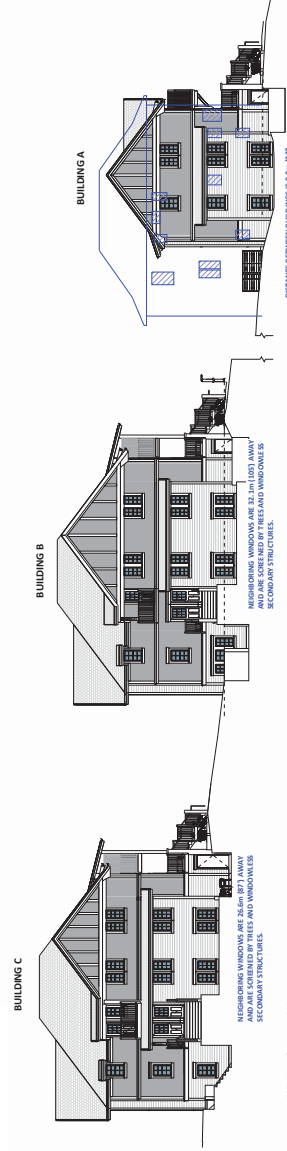 BUILDING A
BUILDING B
NEIGHBORING WINDOWS ARE 32.1m (105') AWAY
AND ARE SCREENED BY TREES AND WINDOWLESS
SECONDARY STRUCTURES.
BUILDING C
NEIGHBORING WINDOWS ARE 26.6m (87') AWAY
AND ARE SCREENED BY TREES AND WINDOWLESS
SECONDARY STRUCTURES.